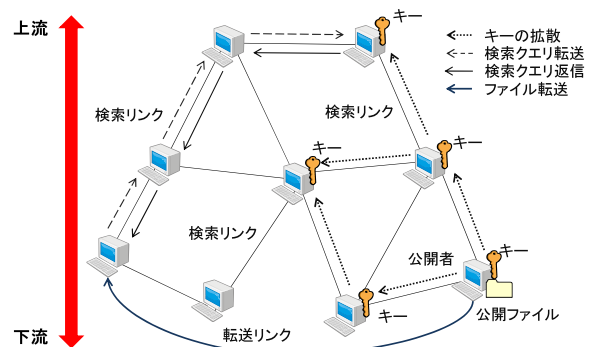 上流
キー
キーの拡散
検索クエリ転送
検索クエリ返信
ファイル転送
検索リンク
検索リンク
キー
キー
検索リンク
公開者
キー
キー
公開ファイル
転送リンク
下流